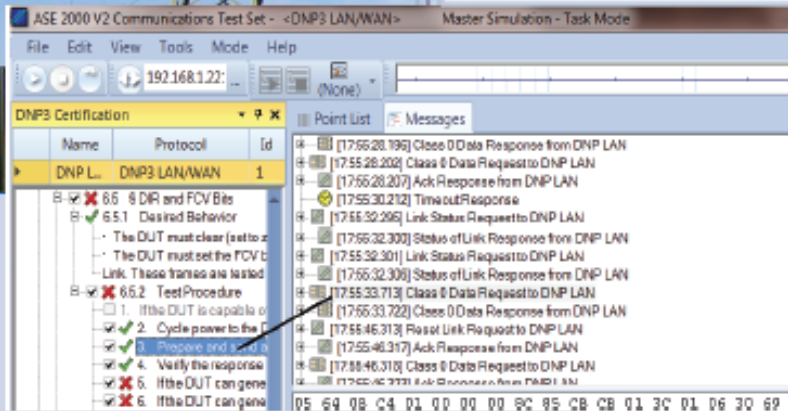 ASE 2000 V2 Communications Test Set - <DNP3 LAN/WAN> Master Simulation - Task Mode
File Edit View Tools Mode Help
192.168.1.22: ...
(None)
DNP3 Certification
Name Protocol Id
DNP L... DNP3 LAN/WAN 1
6.5 § DIR and FCV Bits
6.5.1 Desired Behavior
The DUT must clear (set to z
The DUT must set the FCV b
Link. These frames are tested
6.5.2 Test Procedure
1. If the DUT is capable o
2. Cycle power to the D
3. Prepare and send a
4. Verify the response
5. If the DUT can gene
6. If the DUT can gene
Point List Messages
[17:55:28.196] Class 0 Data Response from DNP LAN
[17:55:28.202] Class 0 Data Request to DNP LAN
[17:55:28.207] Ack Response from DNP LAN
[17:55:30.212] Timeout Response
[17:55:32.295] Link Status Request to DNP LAN
[17:55:32.300] Status of Link Response from DNP LAN
[17:55:32.301] Link Status Request to DNP LAN
[17:55:32.306] Status of Link Response from DNP LAN
[17:55:33.713] Class 0 Data Request to DNP LAN
[17:55:33.722] Class 0 Data Response from DNP LAN
[17:55:46.313] Reset Link Request to DNP LAN
[17:55:46.317] Ack Response from DNP LAN
[17:55:46.318] Class 0 Data Request to DNP LAN
[17:55:46.323] Ack Response from DNP LAN
05 64 0B C4 01 00 00 00 8C 85 CB CB 01 3C 01 06 30 69